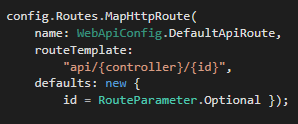 config.Routes.MapHttpRoute(
    name: WebApiConfig.DefaultApiRoute,
    routeTemplate:
        "api/{controller}/{id}",
    defaults: new {
        id = RouteParameter.Optional });